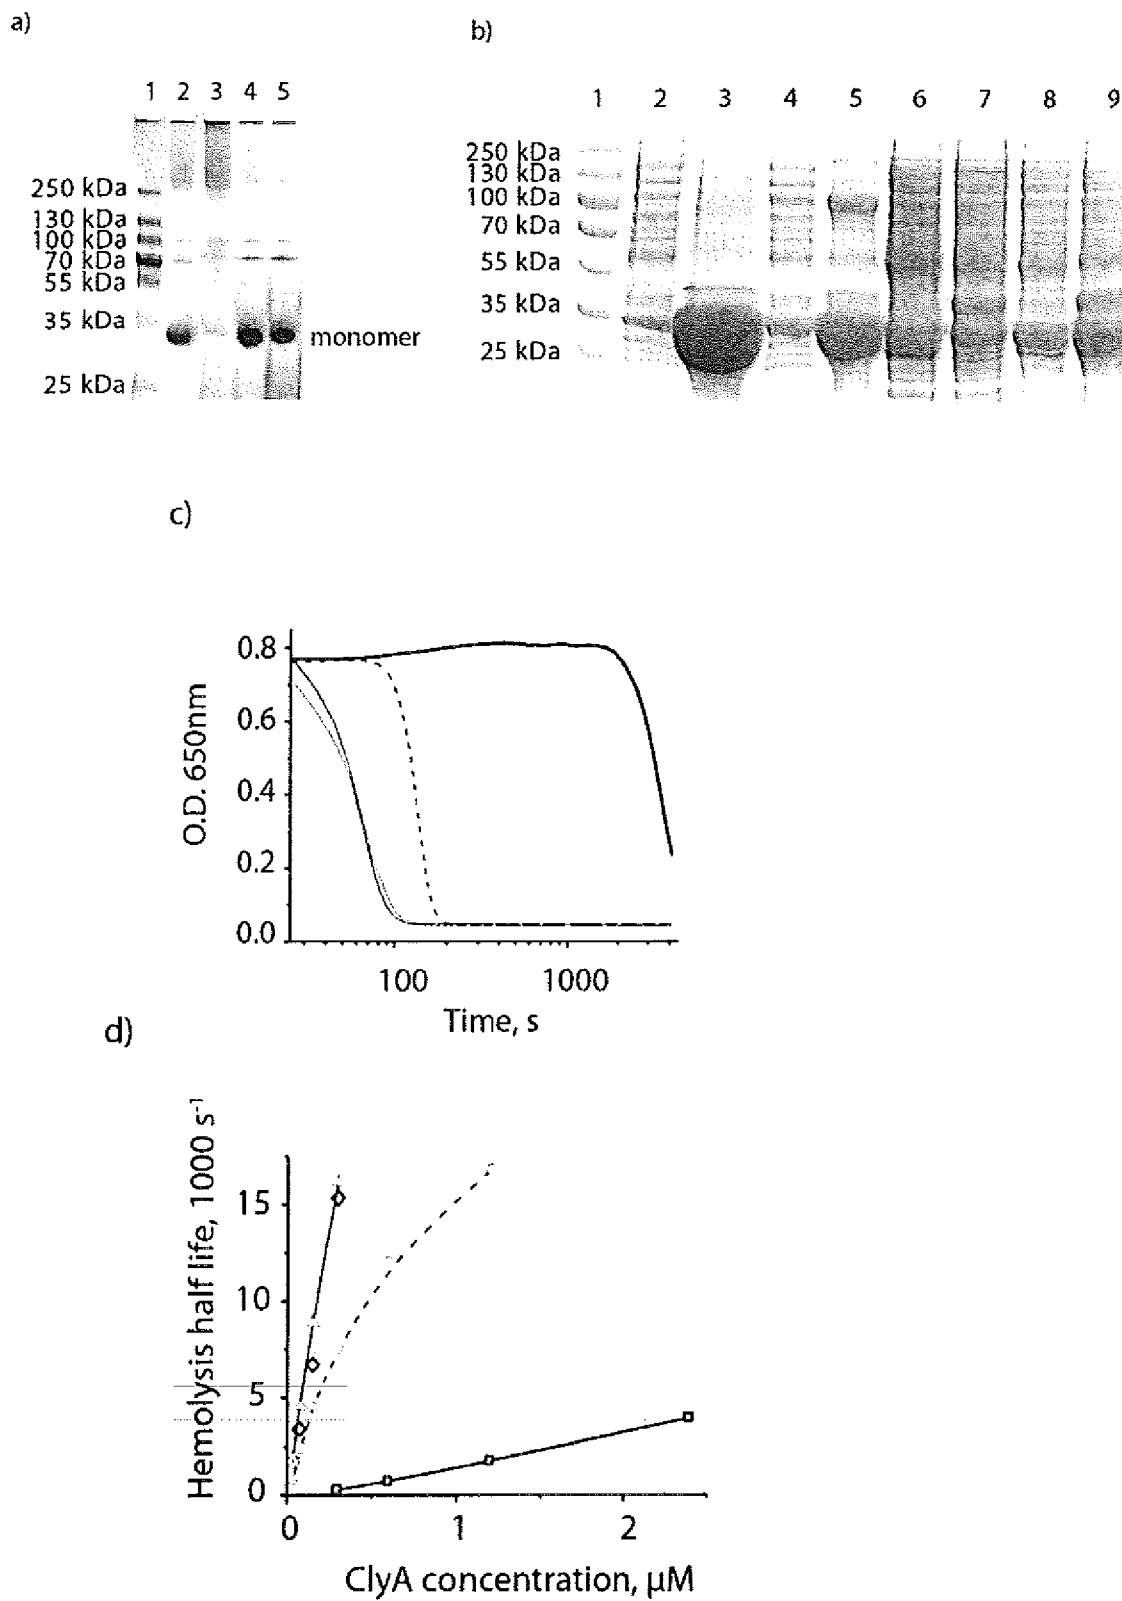 a)
b)
1 2 3 4 5
250 kDa
130 kDa
100 kDa
70 kDa
55 kDa
35 kDa
25 kDa
monomer
1 2 3 4 5 6 7 8 9
250 kDa
130 kDa
100 kDa
70 kDa
55 kDa
35 kDa
25 kDa
c)
0.8
0.6
0.4
0.2
0.0
O.D. 650nm
100 1000
Time, s
d)
Hemolysis half life, 1000 s⁻¹
15
10
5
0
0 1 2
ClyA concentration, µM